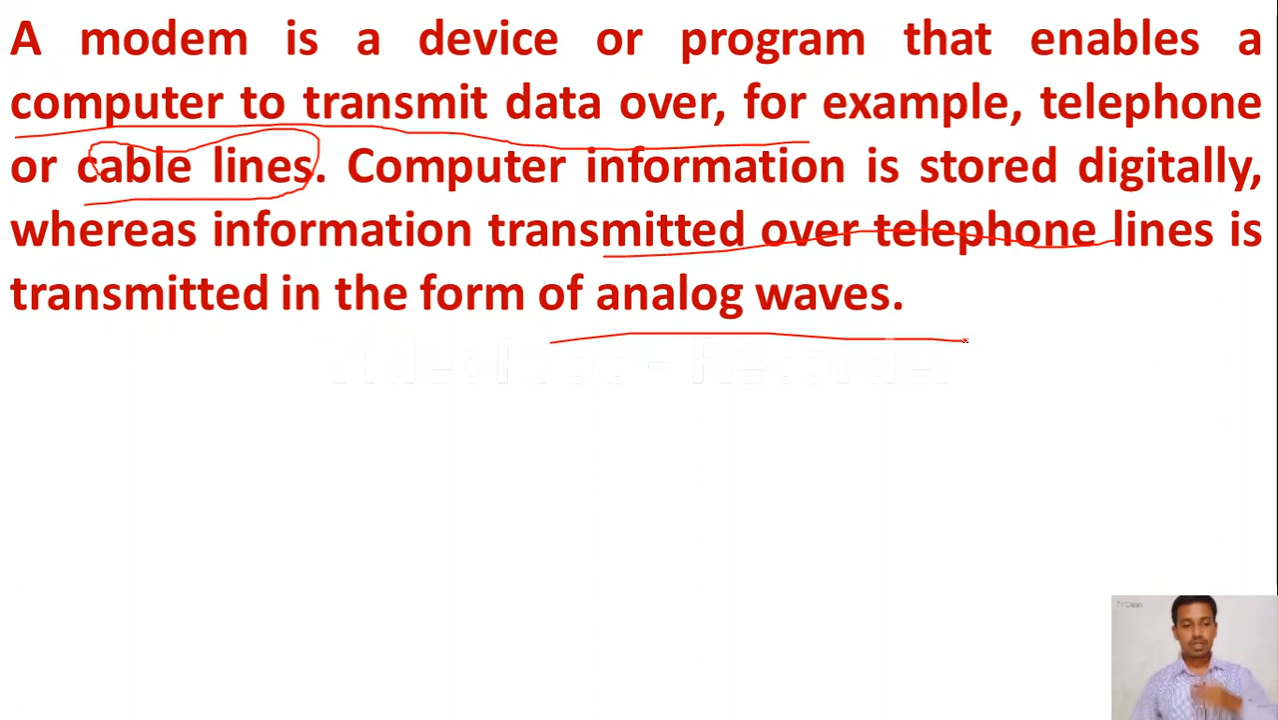 A modem is a device or program that enables a
computer to transmit data over, for example, telephone
or cable lines. Computer information is stored digitally,
whereas information transmitted over telephone lines is
transmitted in the form of analog waves.
Recorder